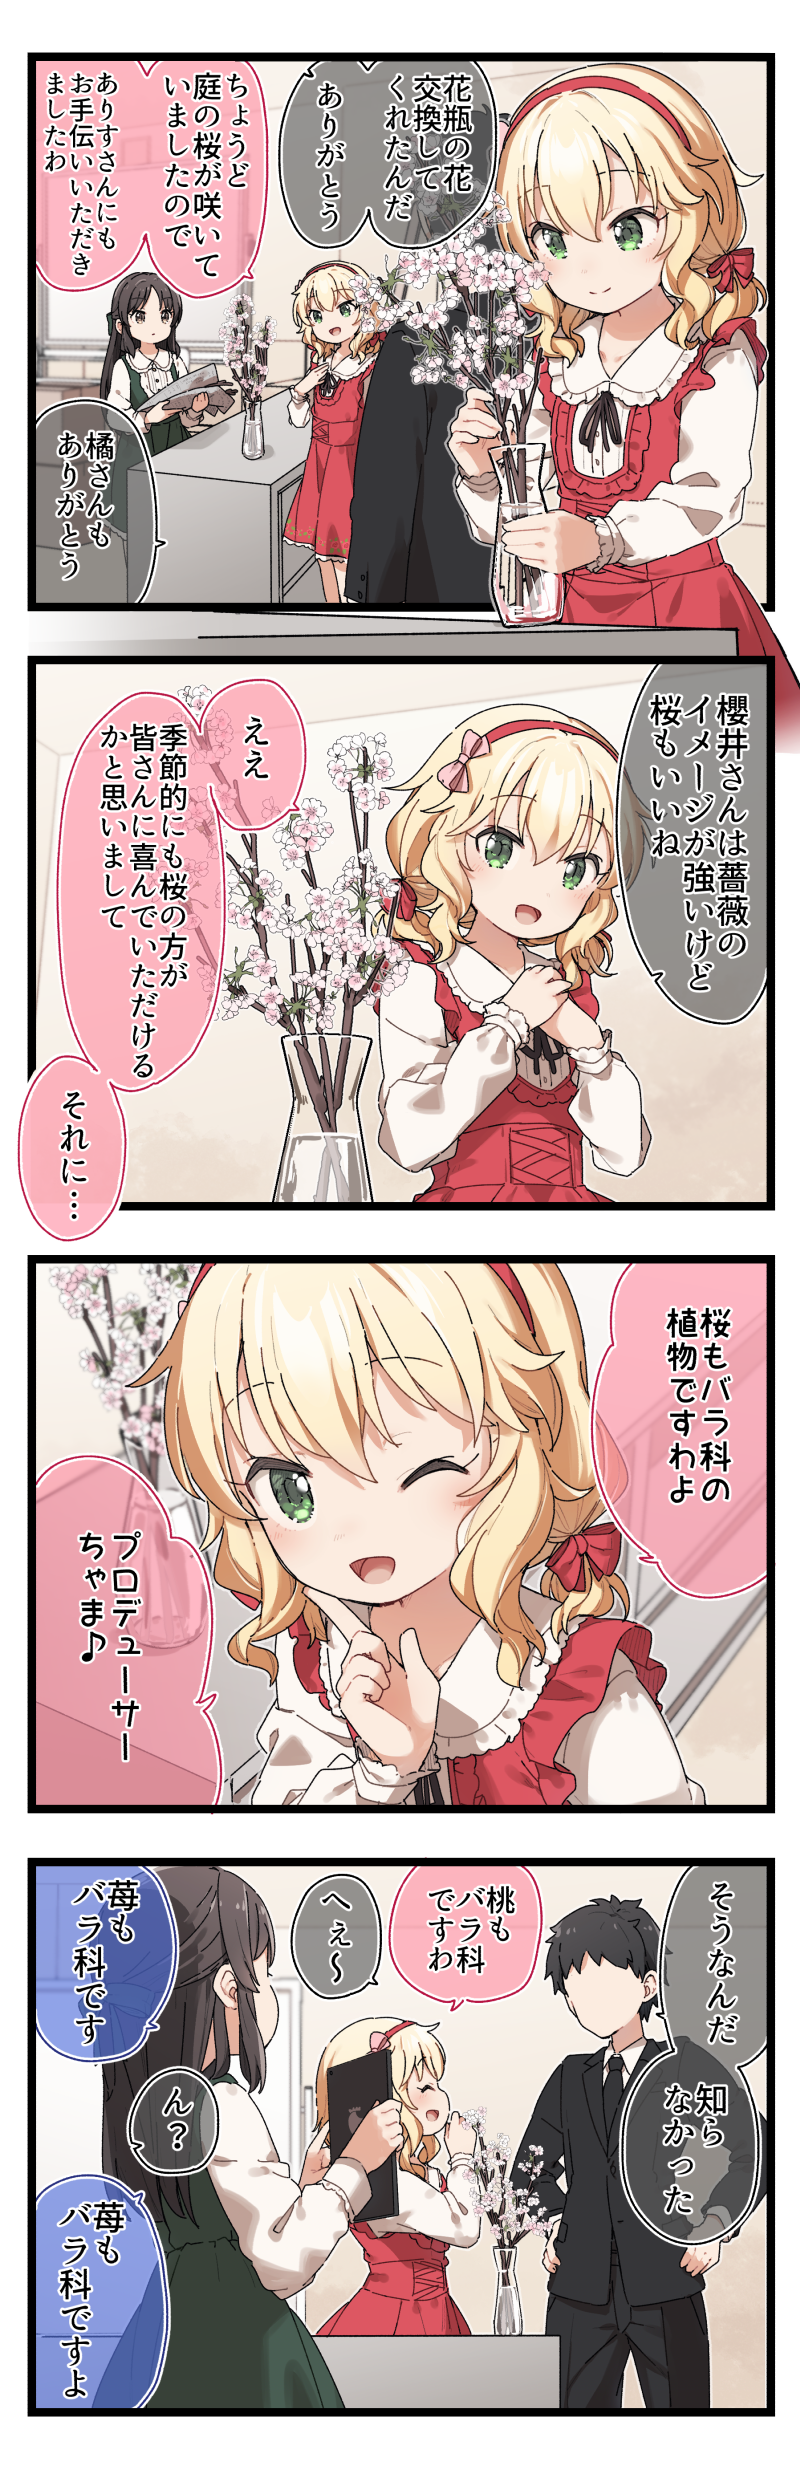 花瓶の花
交換して
くれたんだ
ありがとう
ちょうど
庭の桜が咲いて
いましたので
ありすさんにも
お手伝いいただき
ましたわ
橘さんも
ありがとう
櫻井さんは薔薇の
イメージが強いけど
桜もいいね
ええ
季節的にも桜の方が
皆さんに喜んでいただける
かと思いまして
それに…
桜もバラ科の
植物ですわよ
プロデューサー
ちゃま♪
そうなんだ
知ら
なかった
桃も
バラ科
ですわ
へぇ～
苺も
バラ科です
ん？
苺も
バラ科ですよ